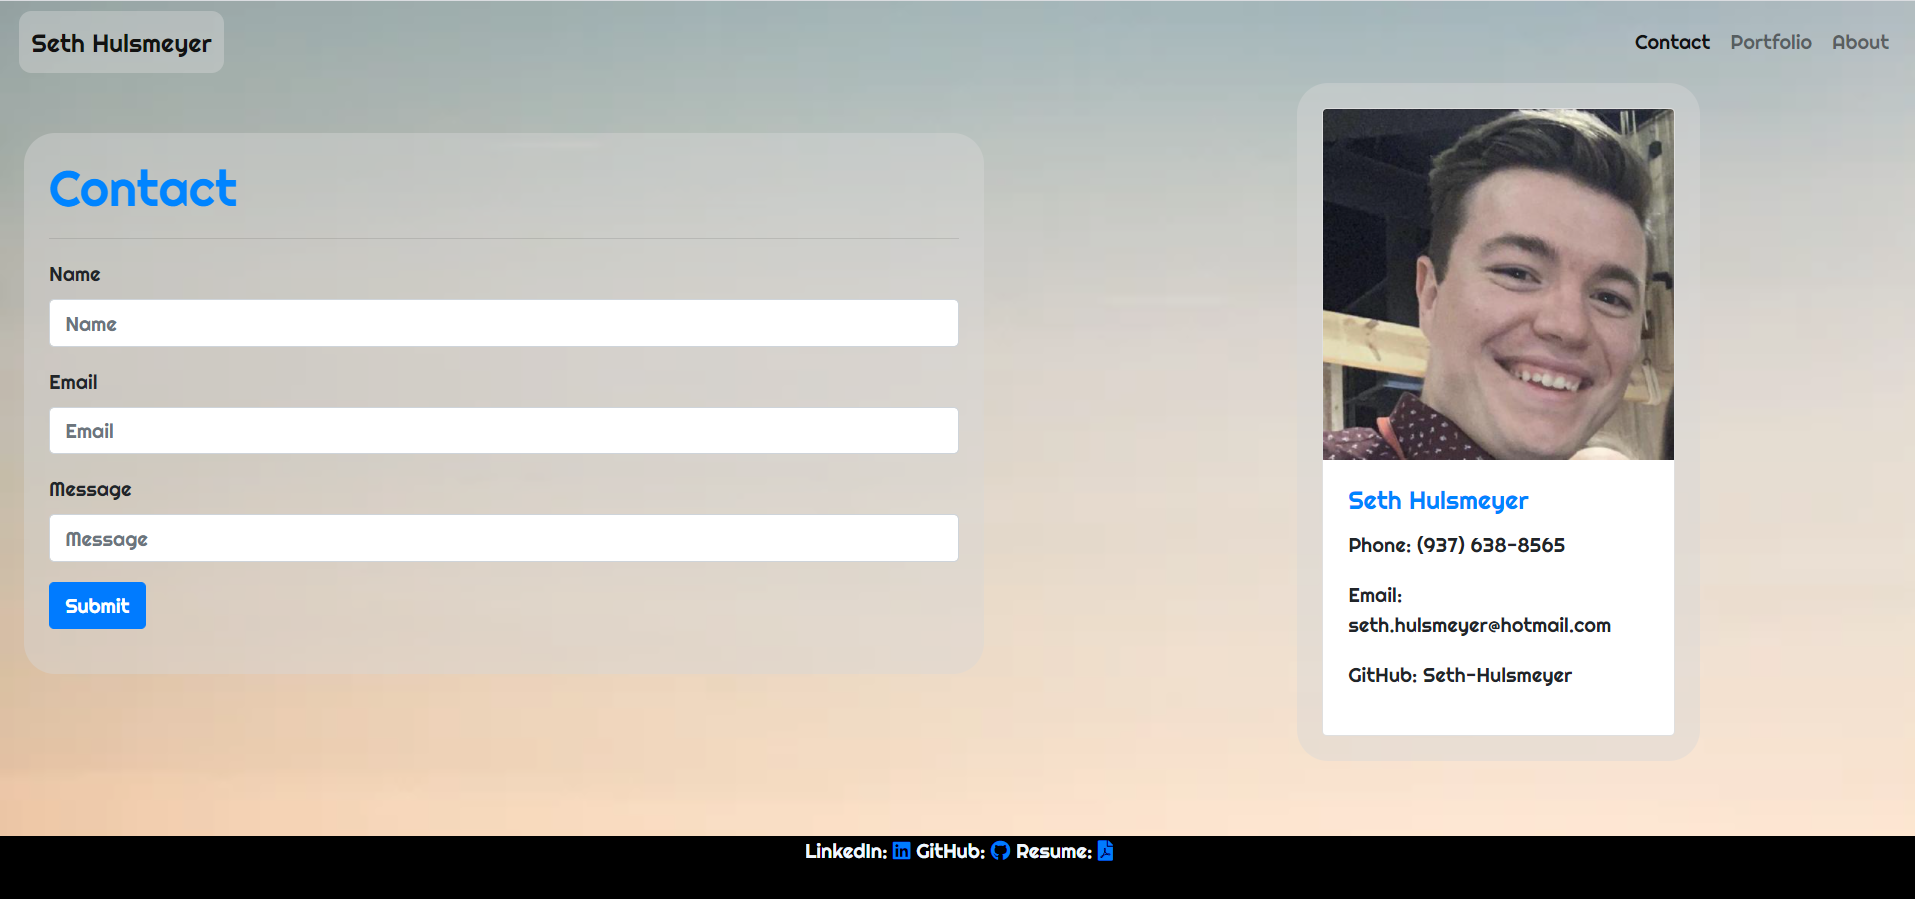 Seth Hulsmeyer
Contact Portfolio About
Contact
Name
Name
Email
Email
Message
Message
Submit
Seth Hulsmeyer
Phone: (937) 638-8565
Email:
seth.hulsmeyer@hotmail.com
GitHub: Seth-Hulsmeyer
LinkedIn: in GitHub: Resume: